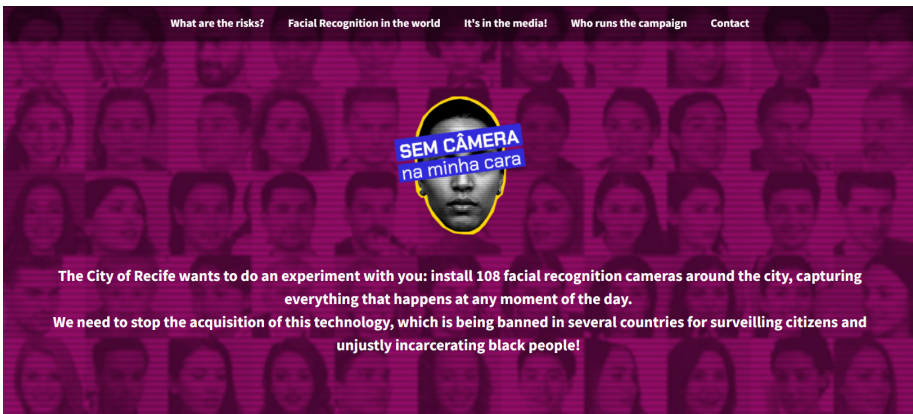 What are the risks? Facial Recognition in the world It's in the media! Who runs the campaign Contact
SEM CÂMERA
na minha cara
The City of Recife wants to do an experiment with you: install 108 facial recognition cameras around the city, capturing
everything that happens at any moment of the day.
We need to stop the acquisition of this technology, which is being banned in several countries for surveilling citizens and
unjustly incarcerating black people!